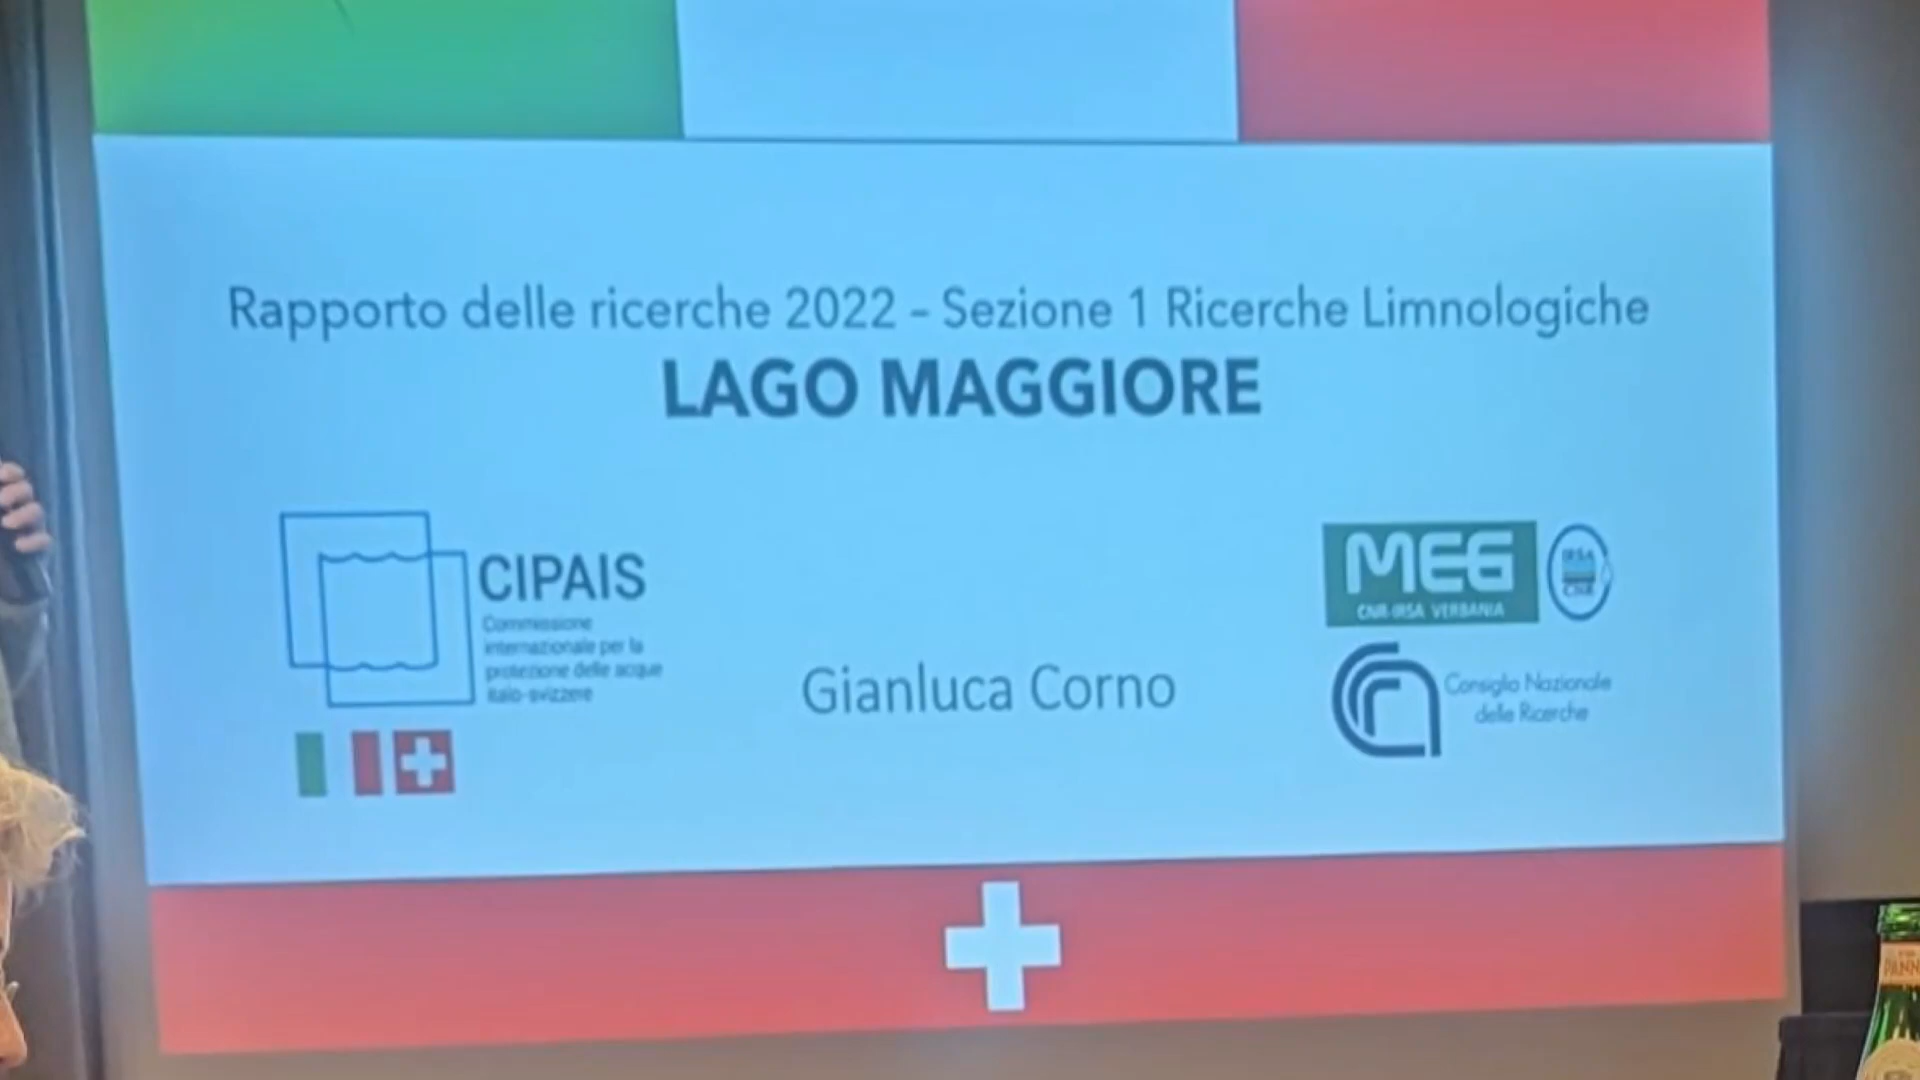 Rapporto delle ricerche 2022 – Sezione 1 Ricerche Limnologiche
LAGO MAGGIORE
CIPAIS
Commissione
internazionale per la
protezione delle acque
italo-svizzere
Gianluca Corno
MEG
CNR-IRSA VERBANIA
IRSA
CNR
Consiglio Nazionale
delle Ricerche